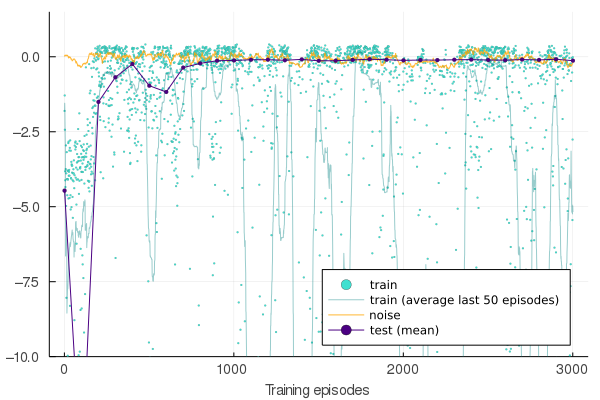 0.0
−2.5
−5.0
−7.5
−10.0
0 1000 2000 3000
Training episodes
train
train (average last 50 episodes)
noise
test (mean)